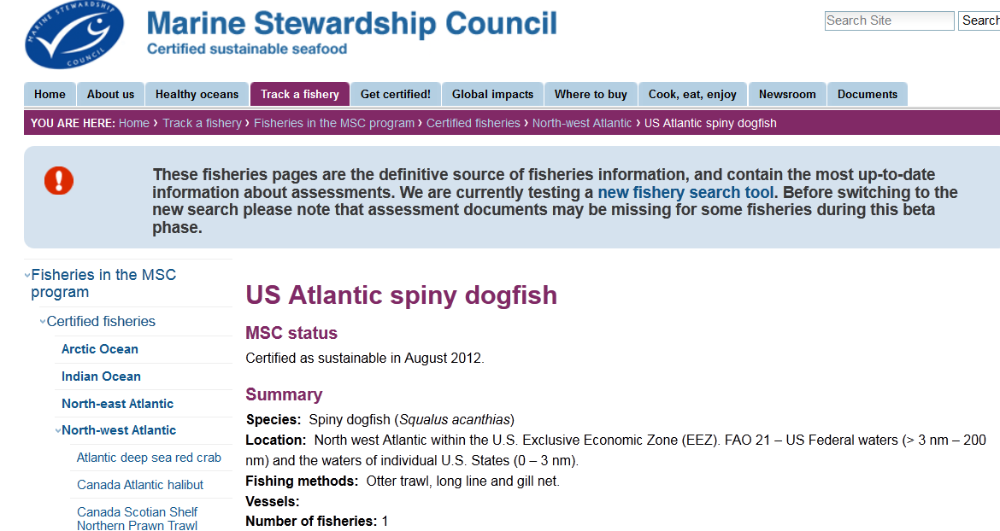 MARINE STEWARDSHIP COUNCIL
Marine Stewardship Council
Certified sustainable seafood
Search Site
Search
Home About us Healthy oceans Track a fishery Get certified! Global impacts Where to buy Cook, eat, enjoy Newsroom Documents
YOU ARE HERE: Home › Track a fishery › Fisheries in the MSC program › Certified fisheries › North-west Atlantic › US Atlantic spiny dogfish
These fisheries pages are the definitive source of fisheries information, and contain the most up-to-date
information about assessments. We are currently testing a new fishery search tool. Before switching to the
new search please note that assessment documents may be missing for some fisheries during this beta
phase.
Fisheries in the MSC
program
Certified fisheries
Arctic Ocean
Indian Ocean
North-east Atlantic
North-west Atlantic
Atlantic deep sea red crab
Canada Atlantic halibut
Canada Scotian Shelf
Northern Prawn Trawl
US Atlantic spiny dogfish
MSC status
Certified as sustainable in August 2012.
Summary
Species: Spiny dogfish (Squalus acanthias)
Location: North west Atlantic within the U.S. Exclusive Economic Zone (EEZ). FAO 21 – US Federal waters (> 3 nm – 200
nm) and the waters of individual U.S. States (0 – 3 nm).
Fishing methods: Otter trawl, long line and gill net.
Vessels:
Number of fisheries: 1